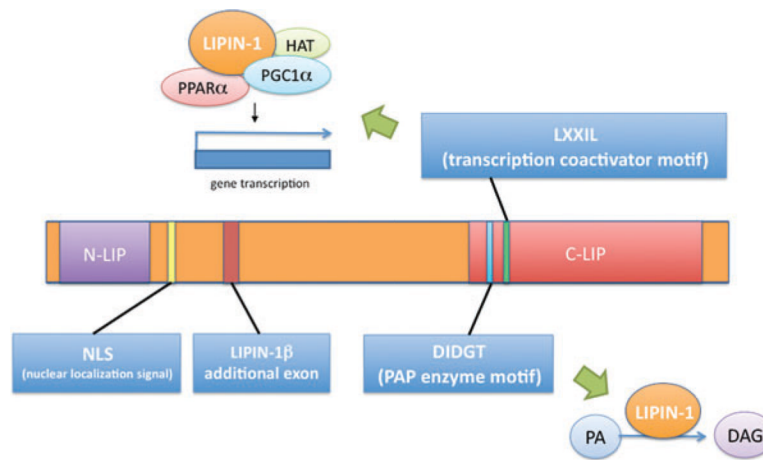 LIPIN-1
HAT
PPARα
PGC1α
gene transcription
LXXIL
(transcription coactivator motif)
N-LIP
C-LIP
NLS
(nuclear localization signal)
LIPIN-1β
additional exon
DIDGT
(PAP enzyme motif)
LIPIN-1
PA
DAG